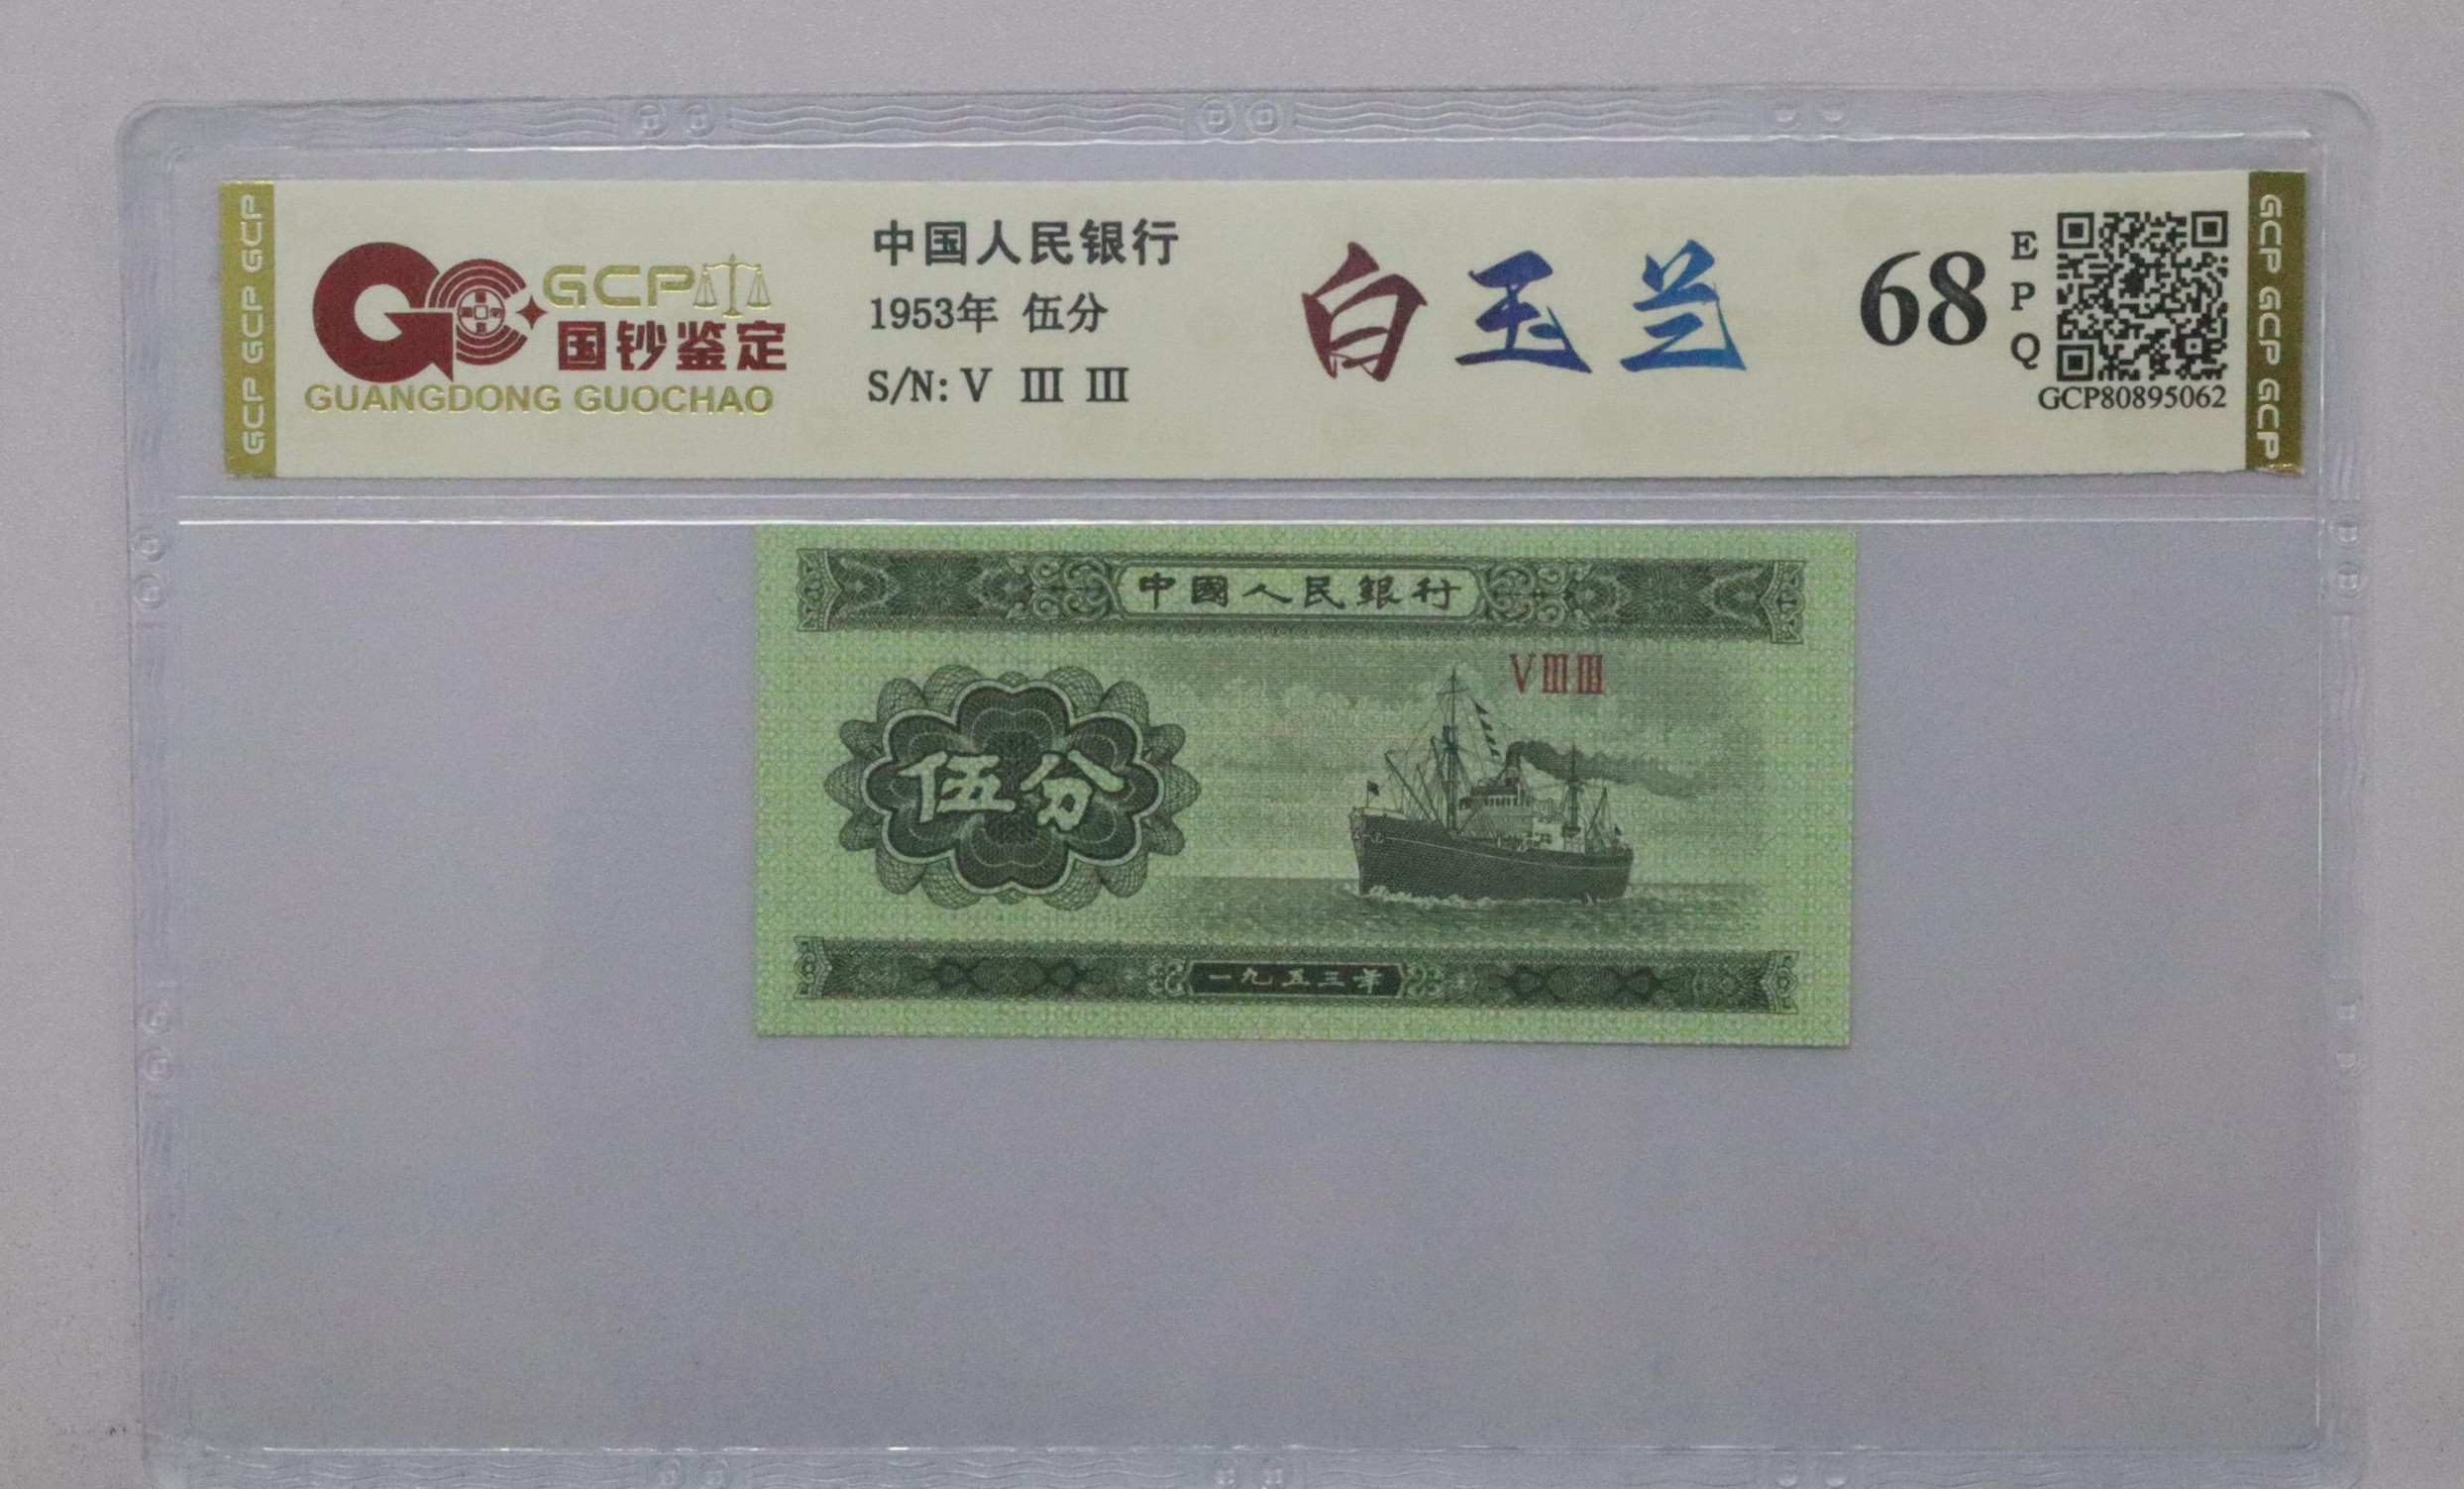 GCP GCP GCP
GCP
国钞鉴定
GUANGDONG GUOCHAO
中国人民银行
1953年 伍分
S/N: V Ⅲ Ⅲ
白玉兰
68
E
P
Q
GCP80895062
GCP GCP GCP
中國人民銀行
VⅢⅢ
伍分
一九五三年